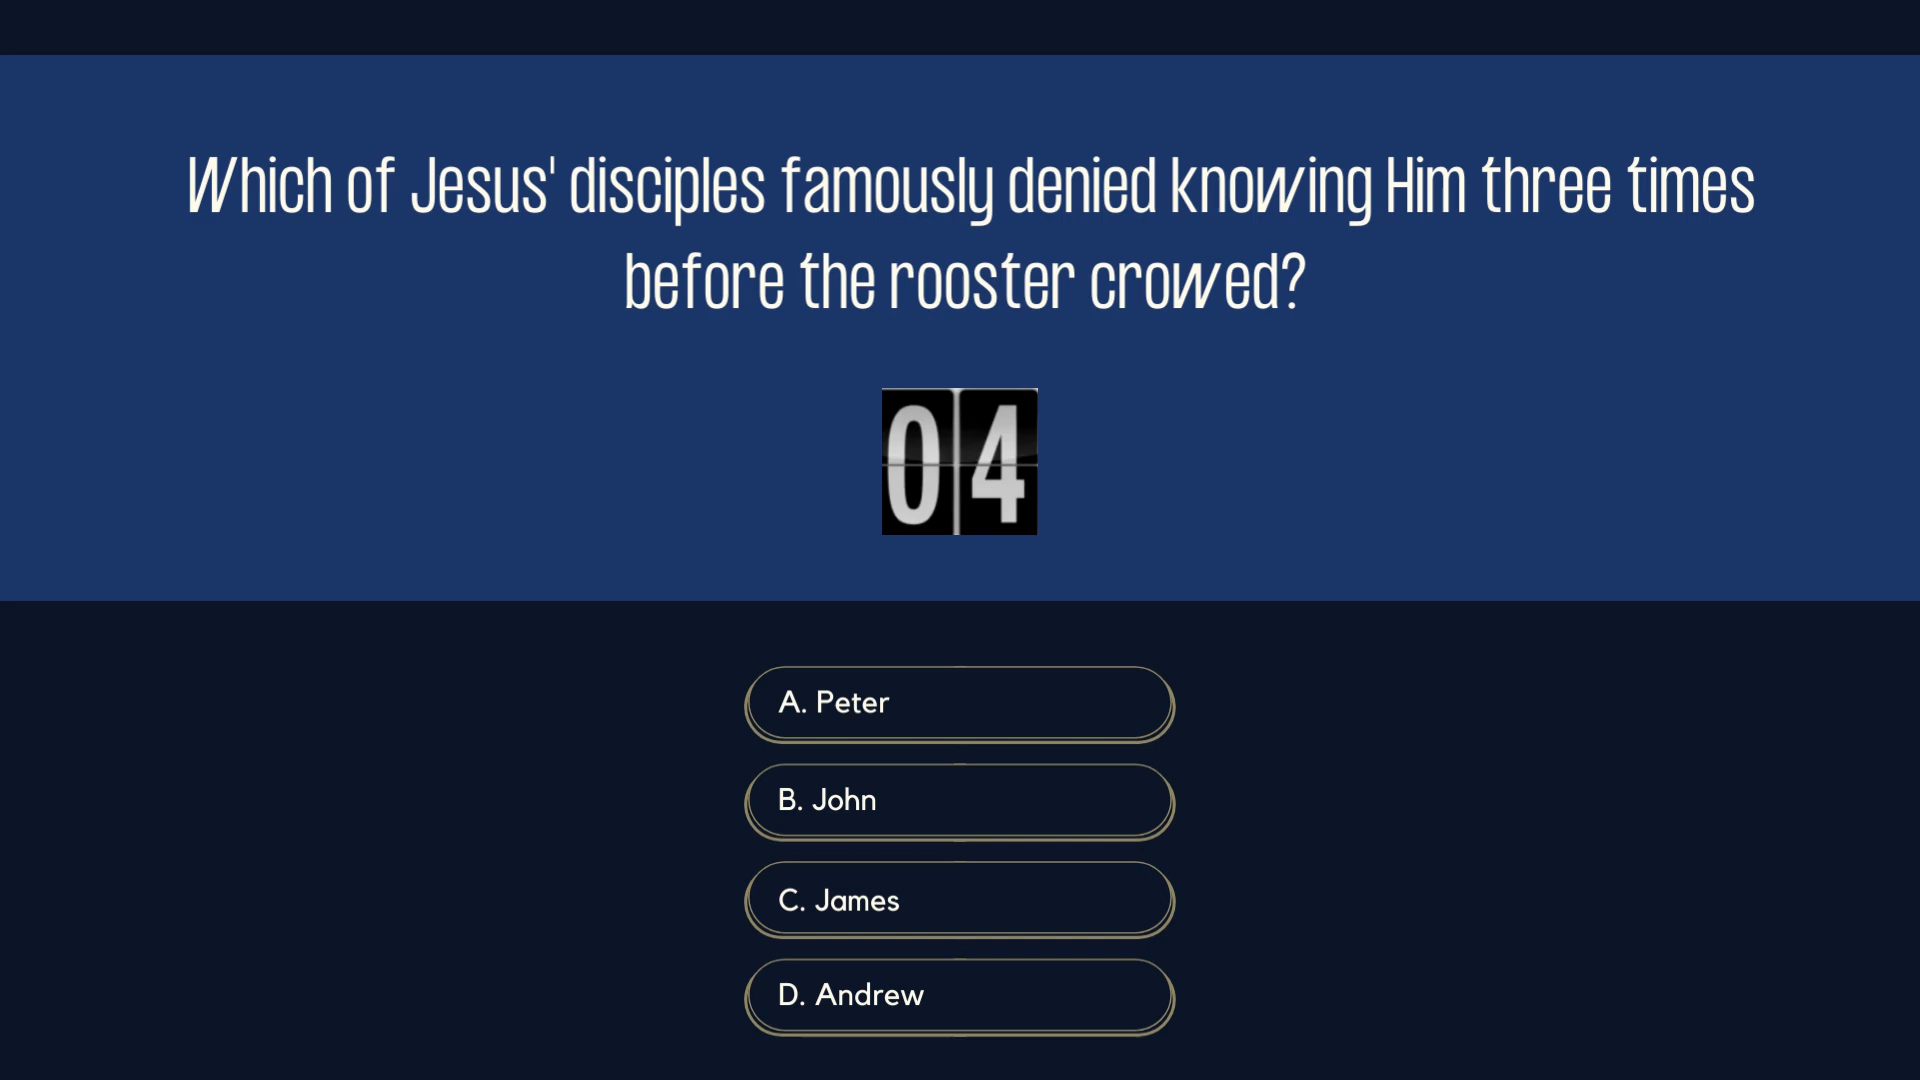 Which of Jesus' disciples famously denied knowing Him three times
before the rooster crowed?
04
A. Peter
B. John
C. James
D. Andrew